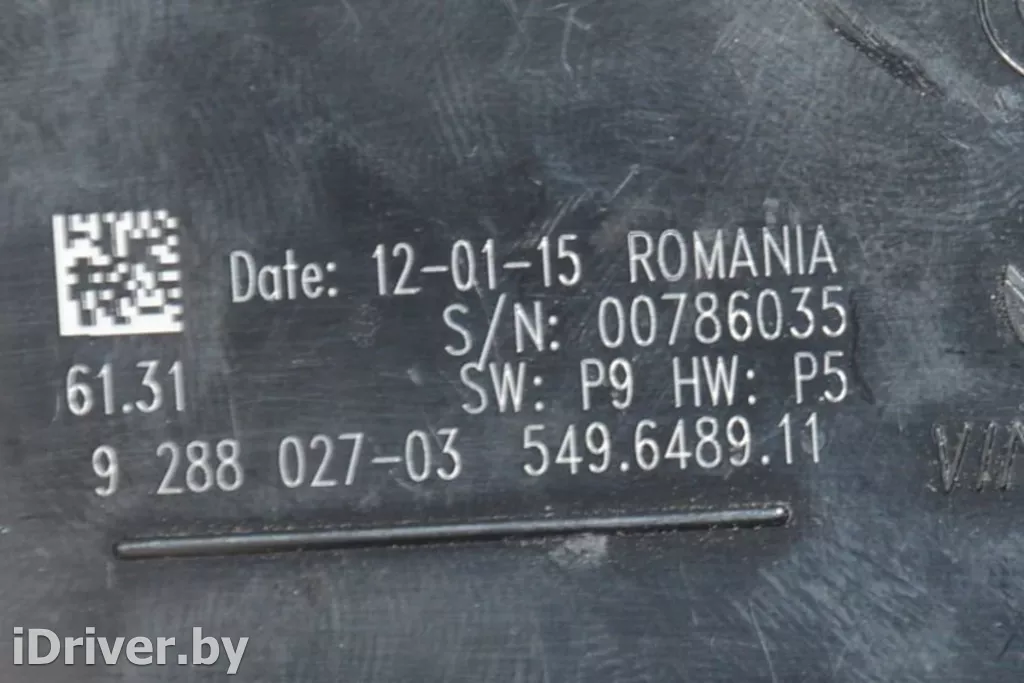 Date: 12-01-15 ROMANIA
S/N: 00786035
61.31 SW: P9 HW: P5
9 288 027-03 549.6489.11
iDriver.by